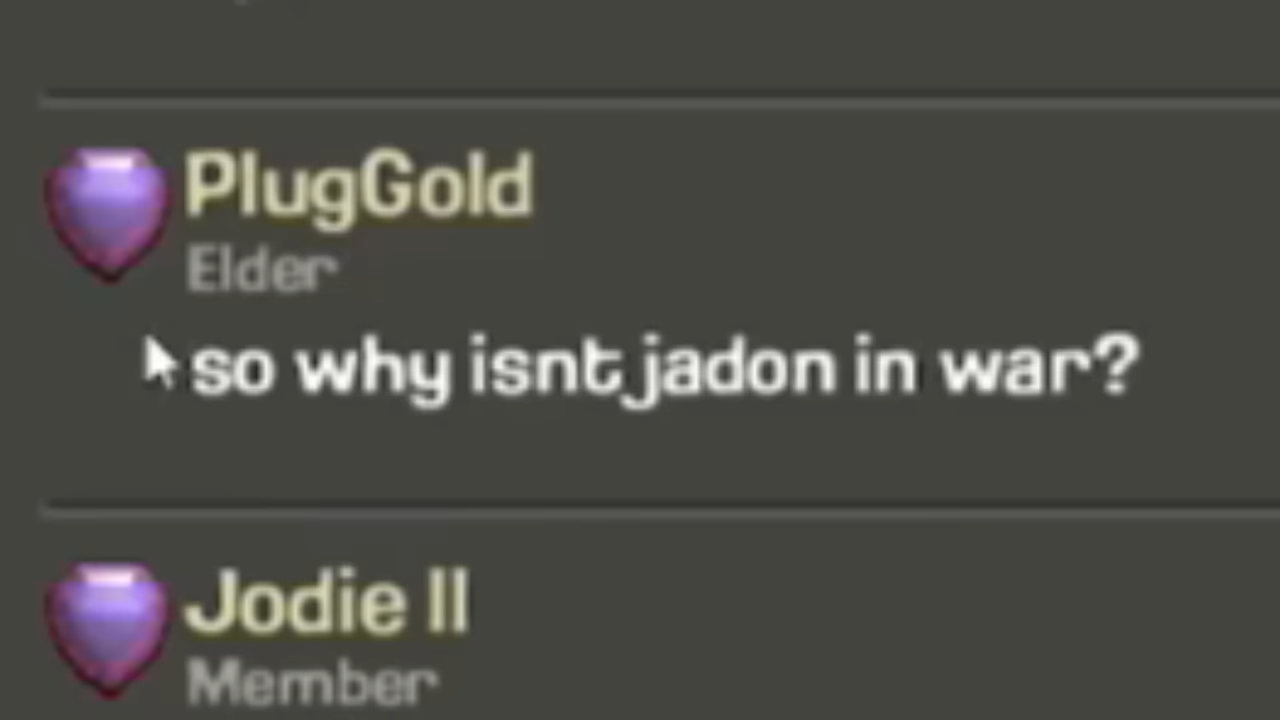 PlugGold
Elder
so why isnt jadon in war?
Jodie II
Member